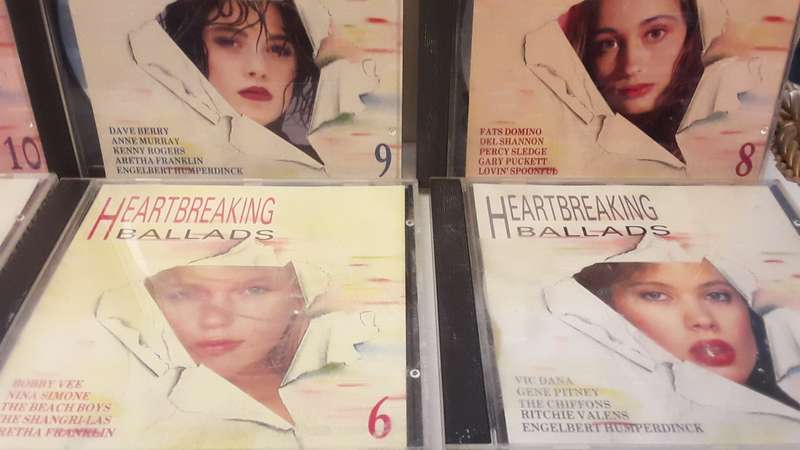 10
DAVE BERRY
ANNE MURRAY
KENNY ROGERS
ARETHA FRANKLIN
ENGELBERT HUMPERDINCK
9
FATS DOMINO
DEL SHANNON
PERCY SLEDGE
GARY PUCKETT
LOVIN' SPOONFUL
8
HEARTBREAKING
BALLADS
BOBBY VEE
NINA SIMONE
THE BEACH BOYS
THE SHANGRI-LAS
ARETHA FRANKLIN
6
HEARTBREAKING
BALLADS
VIC DANA
GENE PITNEY
THE CHIFFONS
RITCHIE VALENS
ENGELBERT HUMPERDINCK